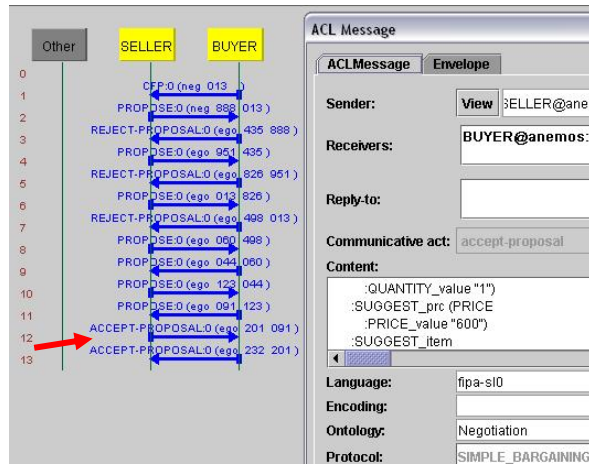 Other SELLER BUYER
0
CFP:0 (neg 013 )
1
PROPOSE:0 (neg 888 013 )
2
REJECT-PROPOSAL:0 (ego 435 888 )
3
PROPOSE:0 (ego 951 435 )
4
REJECT-PROPOSAL:0 (ego 826 951 )
5
PROPOSE:0 (ego 013 826 )
6
REJECT-PROPOSAL:0 (ego 498 013 )
7
PROPOSE:0 (ego 060 498 )
8
PROPOSE:0 (ego 044 060 )
9
PROPOSE:0 (ego 123 044 )
10
PROPOSE:0 (ego 091 123 )
11
ACCEPT-PROPOSAL:0 (ego 201 091 )
12
ACCEPT-PROPOSAL:0 (ego 232 201 )
13
ACL Message
ACLMessage Envelope
Sender: View SELLER@ane
Receivers: BUYER@anemos:
Reply-to:
Communicative act: accept-proposal
Content:
:QUANTITY_value "1")
:SUGGEST_prc (PRICE
:PRICE_value "600")
:SUGGEST_item
Language: fipa-sl0
Encoding:
Ontology: Negotiation
Protocol: SIMPLE_BARGAINING